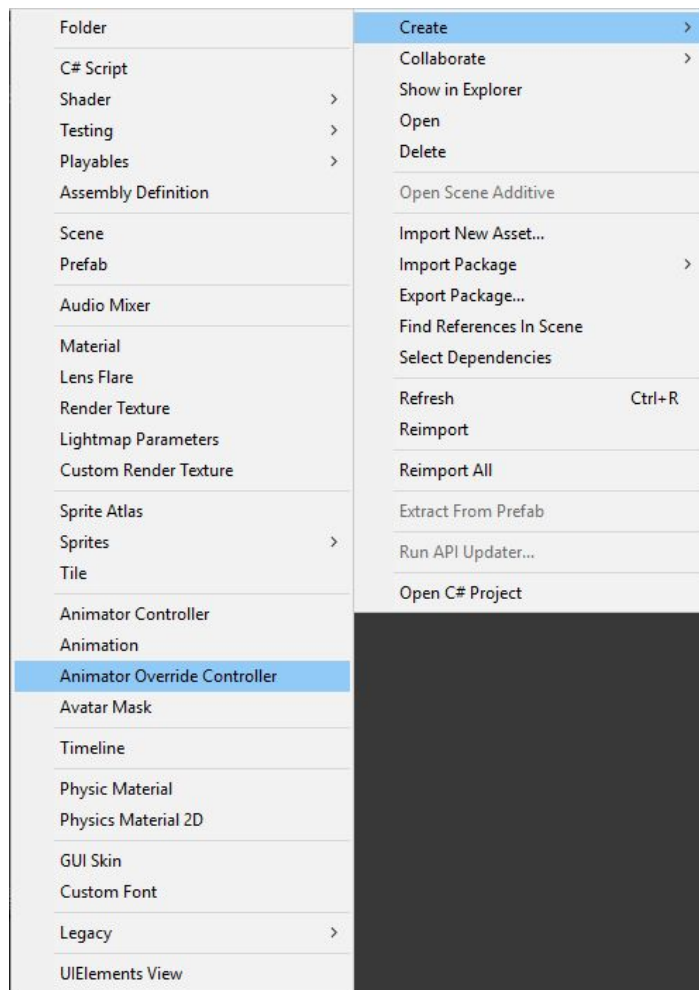 Folder
C# Script
Shader
Testing
Playables
Assembly Definition
Scene
Prefab
Audio Mixer
Material
Lens Flare
Render Texture
Lightmap Parameters
Custom Render Texture
Sprite Atlas
Sprites
Tile
Animator Controller
Animation
Animator Override Controller
Avatar Mask
Timeline
Physic Material
Physics Material 2D
GUI Skin
Custom Font
Legacy
UIElements View
Create
Collaborate
Show in Explorer
Open
Delete
Open Scene Additive
Import New Asset...
Import Package
Export Package...
Find References In Scene
Select Dependencies
Refresh Ctrl+R
Reimport
Reimport All
Extract From Prefab
Run API Updater...
Open C# Project